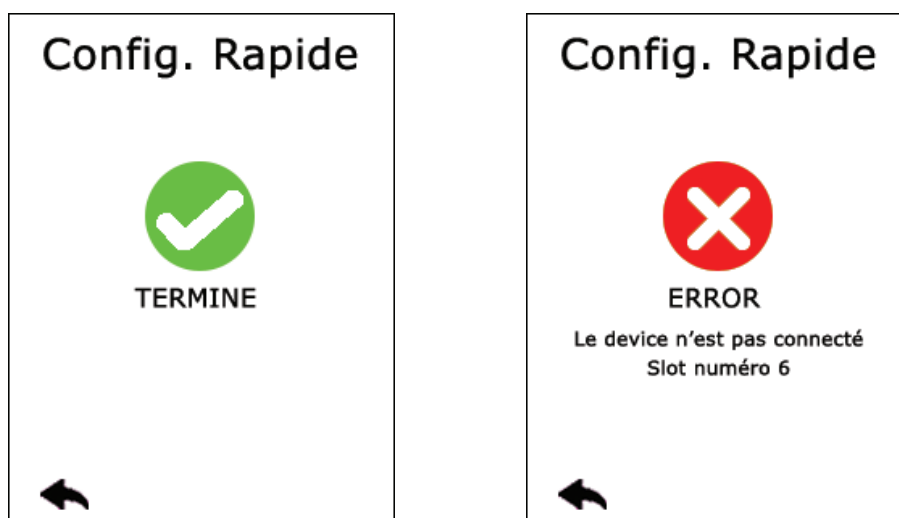 Config. Rapide
TERMINE
Config. Rapide
ERROR
Le device n'est pas connecté
Slot numéro 6